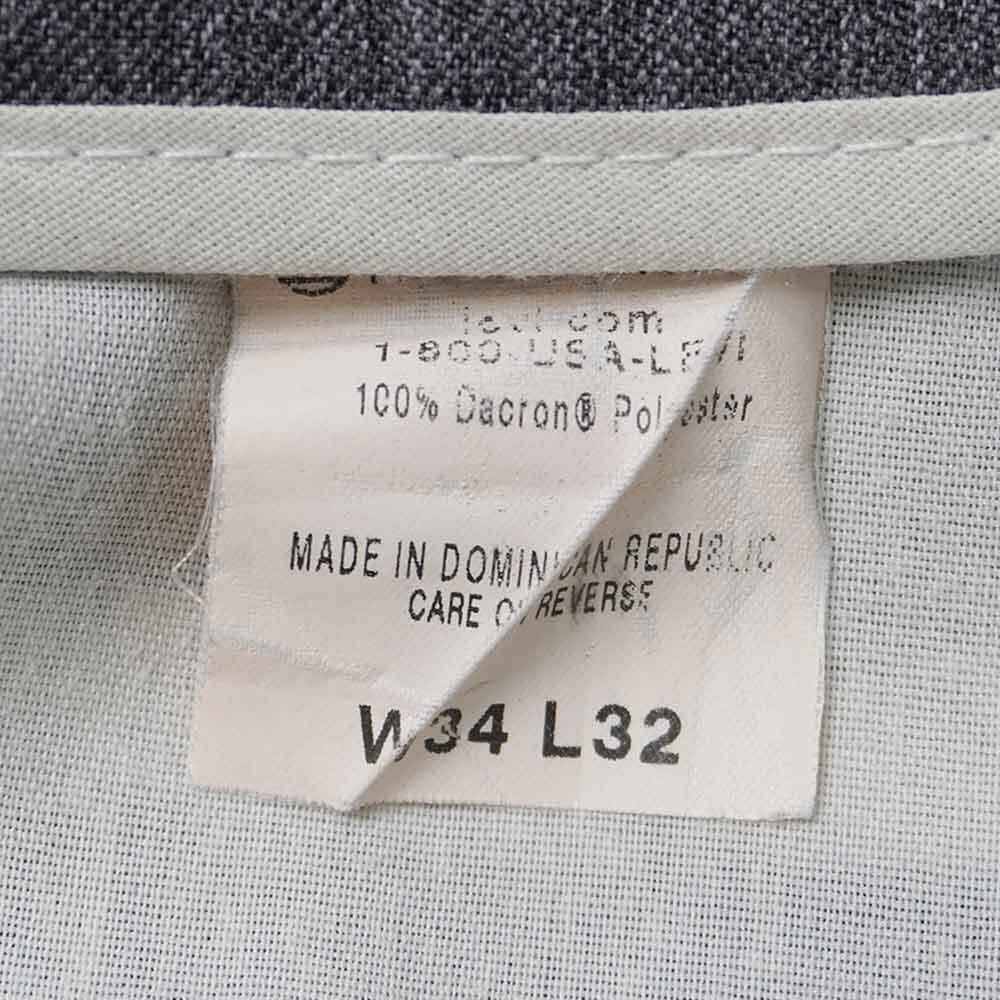 1-800-USA-LEVI
100% Dacron® Polyester
MADE IN DOMINICAN REPUBLIC
CARE ON REVERSE
W34 L32